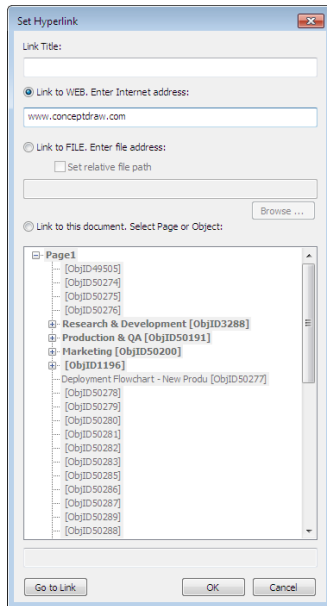 Set Hyperlink
Link Title:
Link to WEB. Enter Internet address:
www.conceptdraw.com
Link to FILE. Enter file address:
Set relative file path
Browse ...
Link to this document. Select Page or Object:
Page1
[ObjID49505]
[ObjID50274]
[ObjID50275]
[ObjID50276]
Research & Development [ObjID3288]
Production & QA [ObjID50191]
Marketing [ObjID50200]
[ObjID1196]
Deployment Flowchart - New Produ [ObjID50277]
[ObjID50278]
[ObjID50279]
[ObjID50280]
[ObjID50281]
[ObjID50282]
[ObjID50283]
[ObjID50285]
[ObjID50286]
[ObjID50287]
[ObjID50289]
[ObjID50288]
Go to Link
OK
Cancel